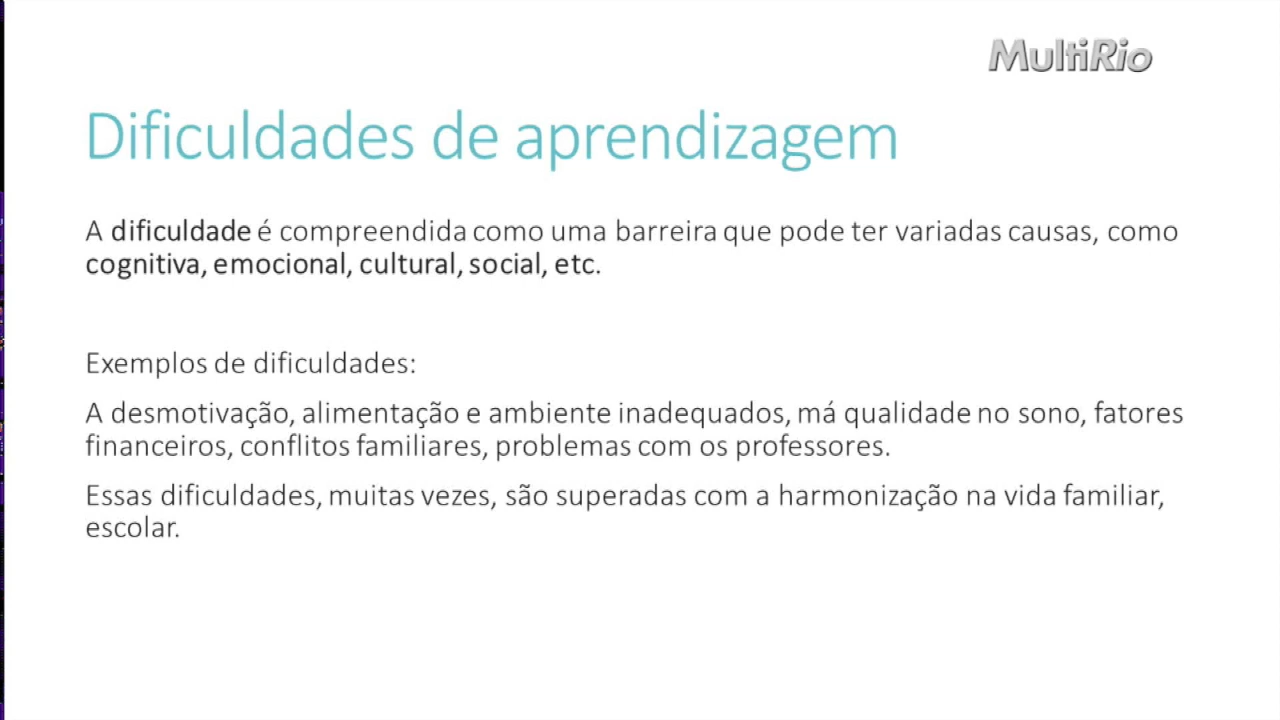 MultiRio
Dificuldades de aprendizagem
A dificuldade é compreendida como uma barreira que pode ter variadas causas, como
cognitiva, emocional, cultural, social, etc.
Exemplos de dificuldades:
A desmotivação, alimentação e ambiente inadequados, má qualidade no sono, fatores
financeiros, conflitos familiares, problemas com os professores.
Essas dificuldades, muitas vezes, são superadas com a harmonização na vida familiar,
escolar.